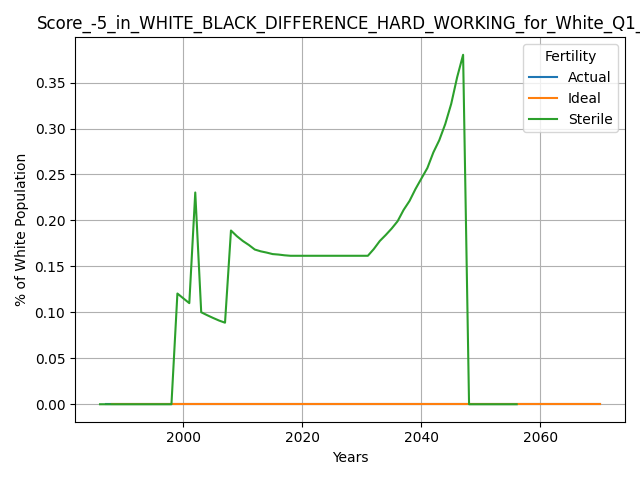 Score_-5_in_WHITE_BLACK_DIFFERENCE_HARD_WORKING_for_White_Q1_
Fertility
Actual
Ideal
Sterile
0.35
0.30
0.25
0.20
0.15
0.10
0.05
0.00
% of White Population
2000 2020 2040 2060
Years